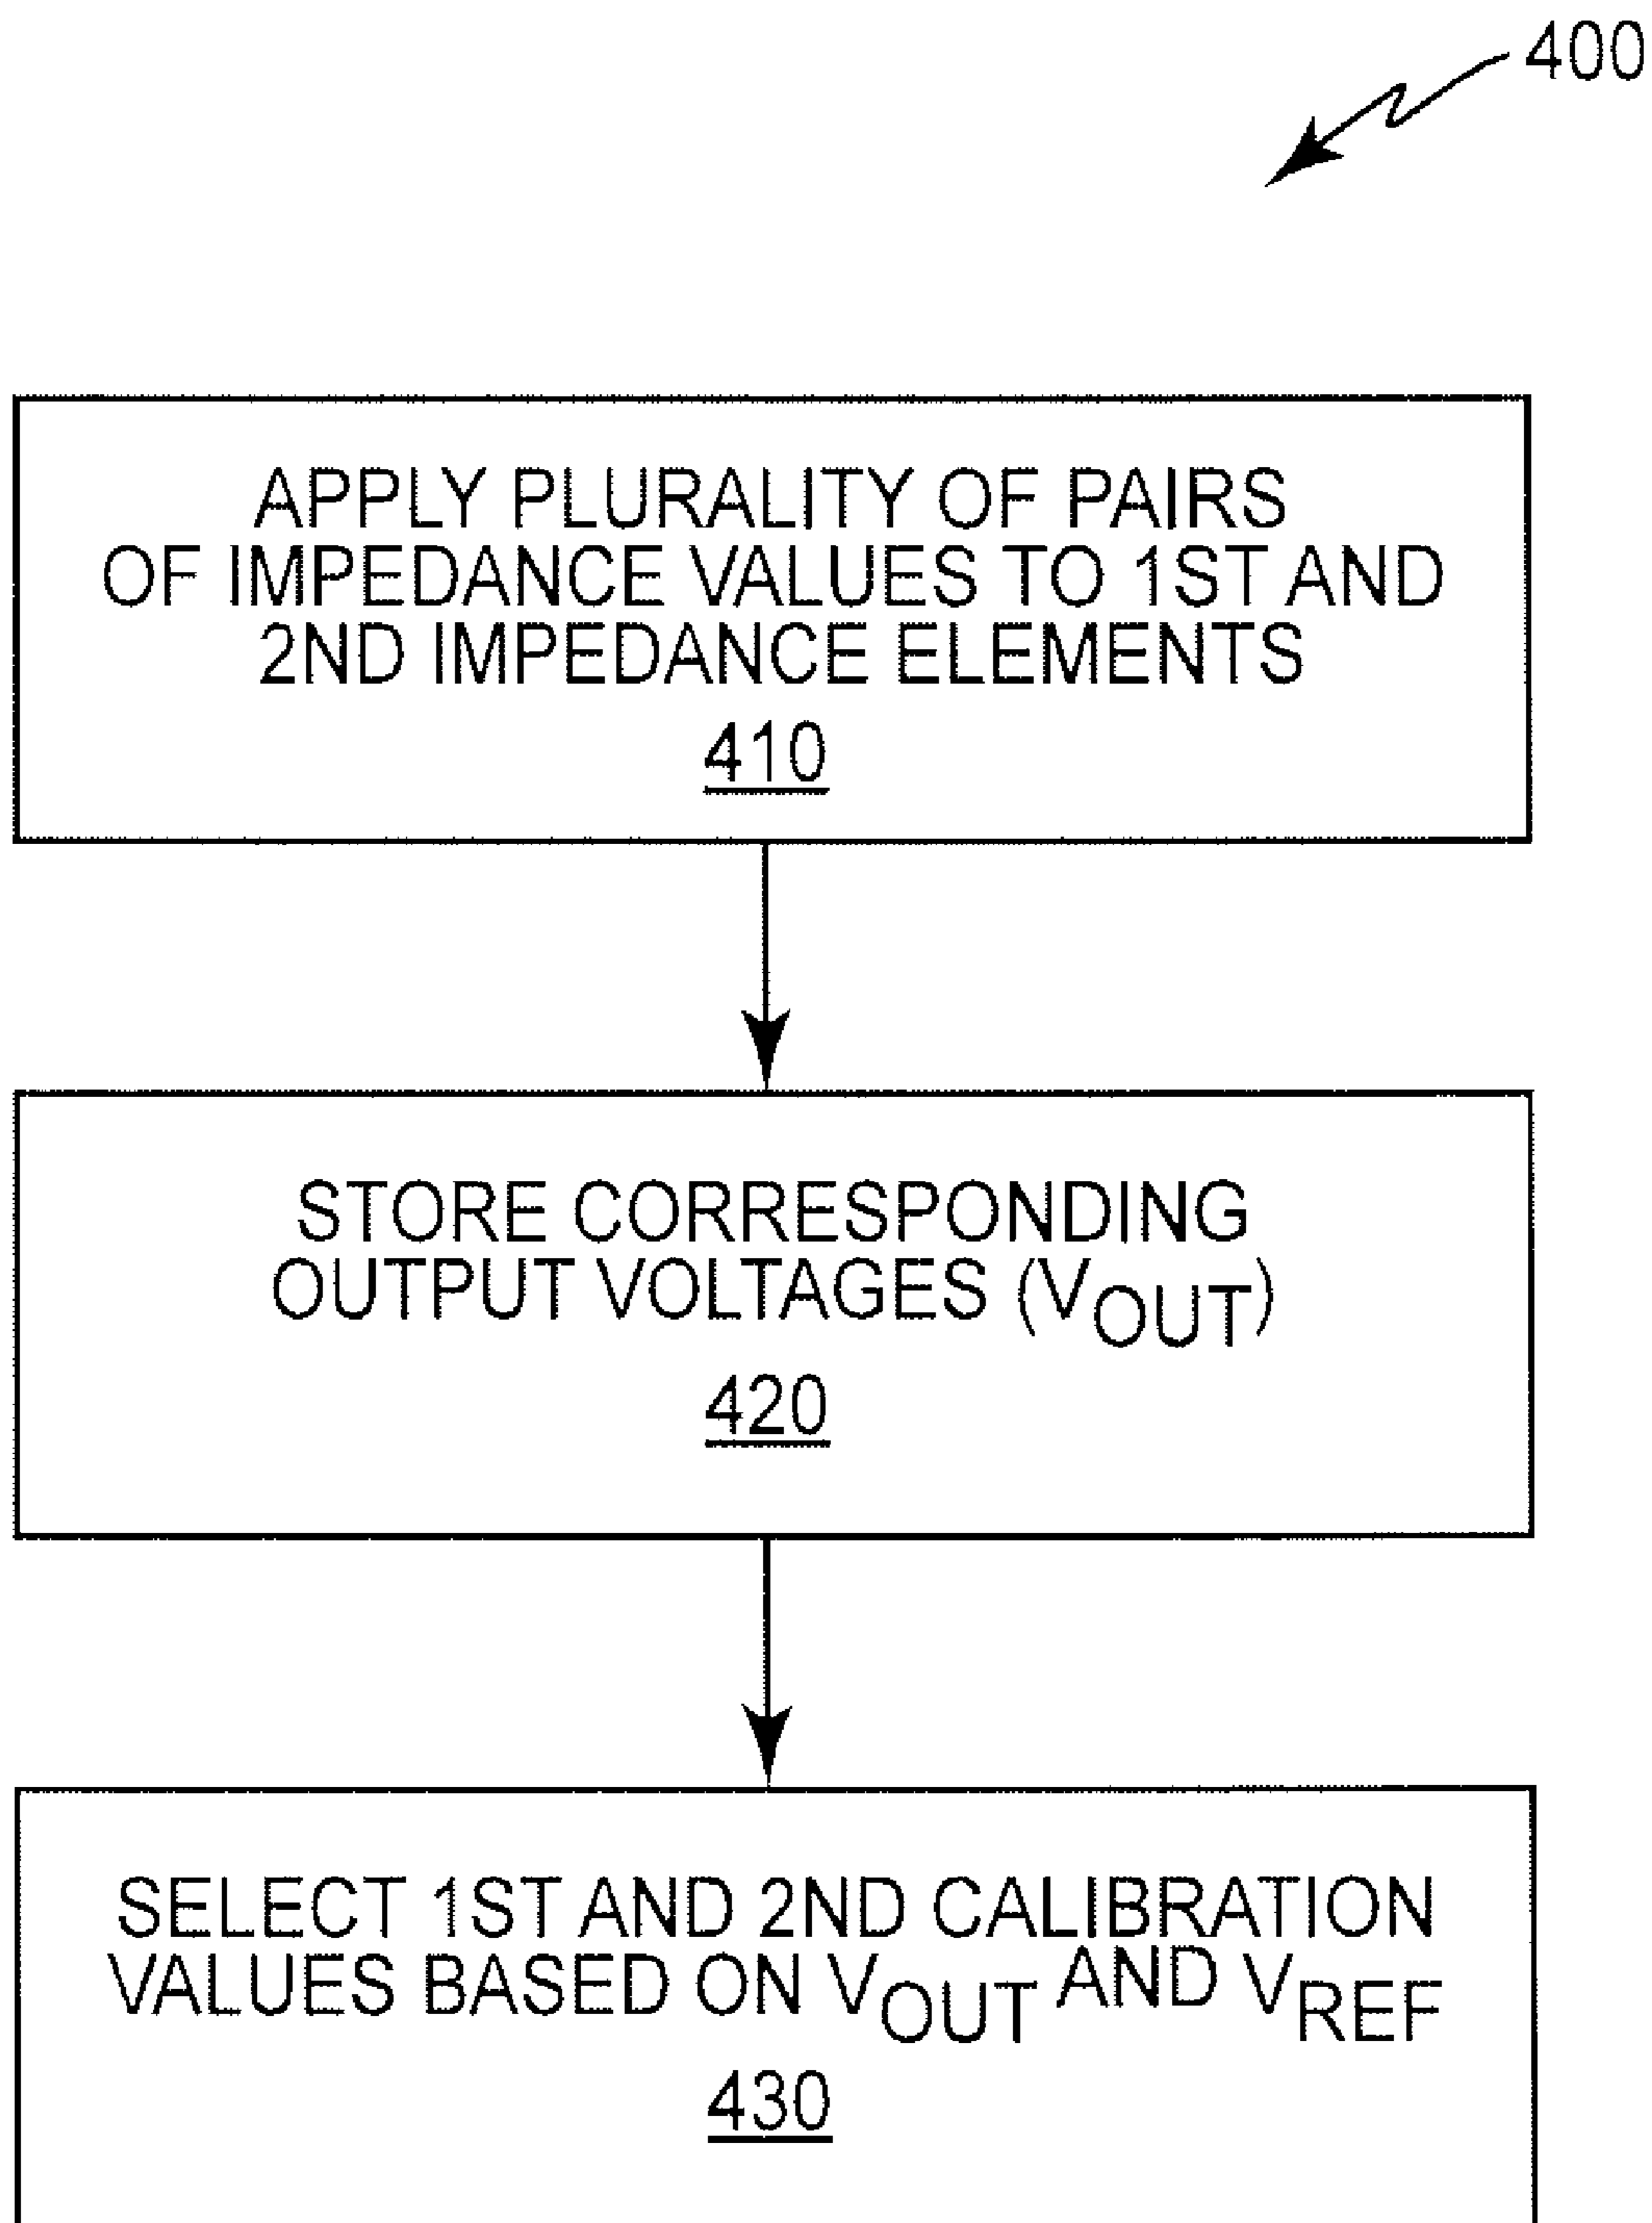 400
APPLY PLURALITY OF PAIRS
OF IMPEDANCE VALUES TO 1ST AND
2ND IMPEDANCE ELEMENTS
410
STORE CORRESPONDING
OUTPUT VOLTAGES (VOUT)
420
SELECT 1ST AND 2ND CALIBRATION
VALUES BASED ON VOUT AND VREF
430